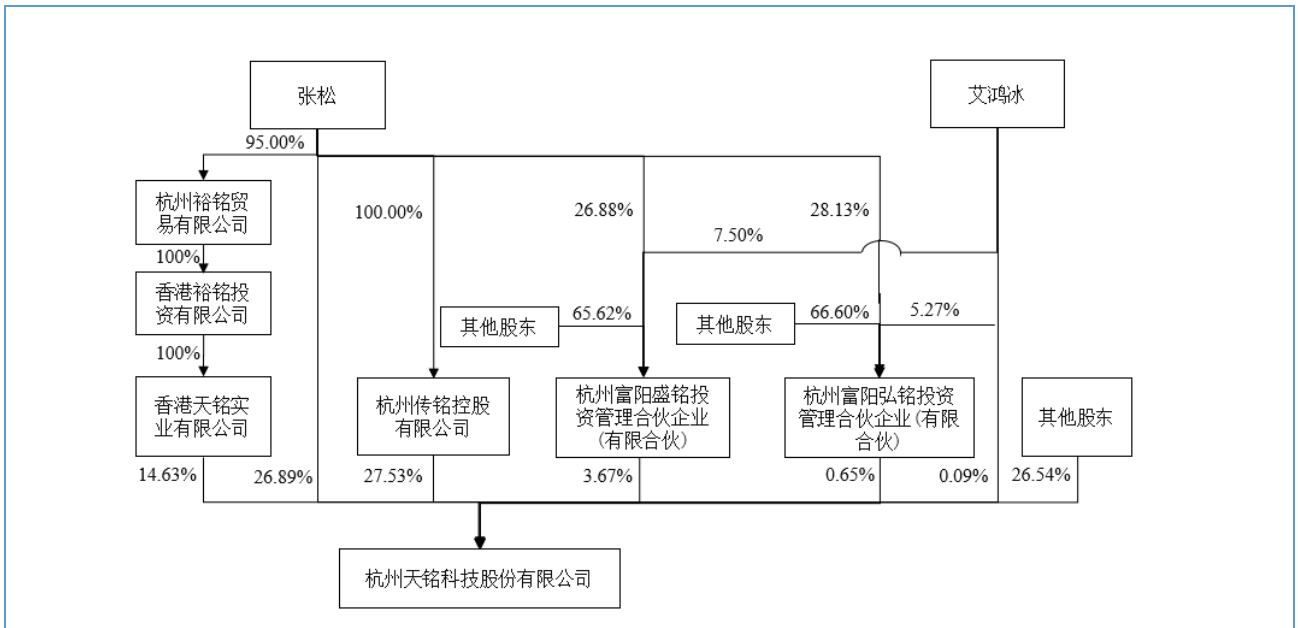 张松
艾鸿冰
95.00%
杭州裕铭贸
易有限公司
100.00%
26.88%
28.13%
7.50%
100%
香港裕铭投
资有限公司
其他股东
65.62%
其他股东
66.60%
5.27%
100%
香港天铭实
业有限公司
杭州传铭控股
有限公司
杭州富阳盛铭投
资管理合伙企业
(有限合伙)
杭州富阳弘铭投资
管理合伙企业(有限
合伙)
其他股东
14.63%
26.89%
27.53%
3.67%
0.65%
0.09%
26.54%
杭州天铭科技股份有限公司